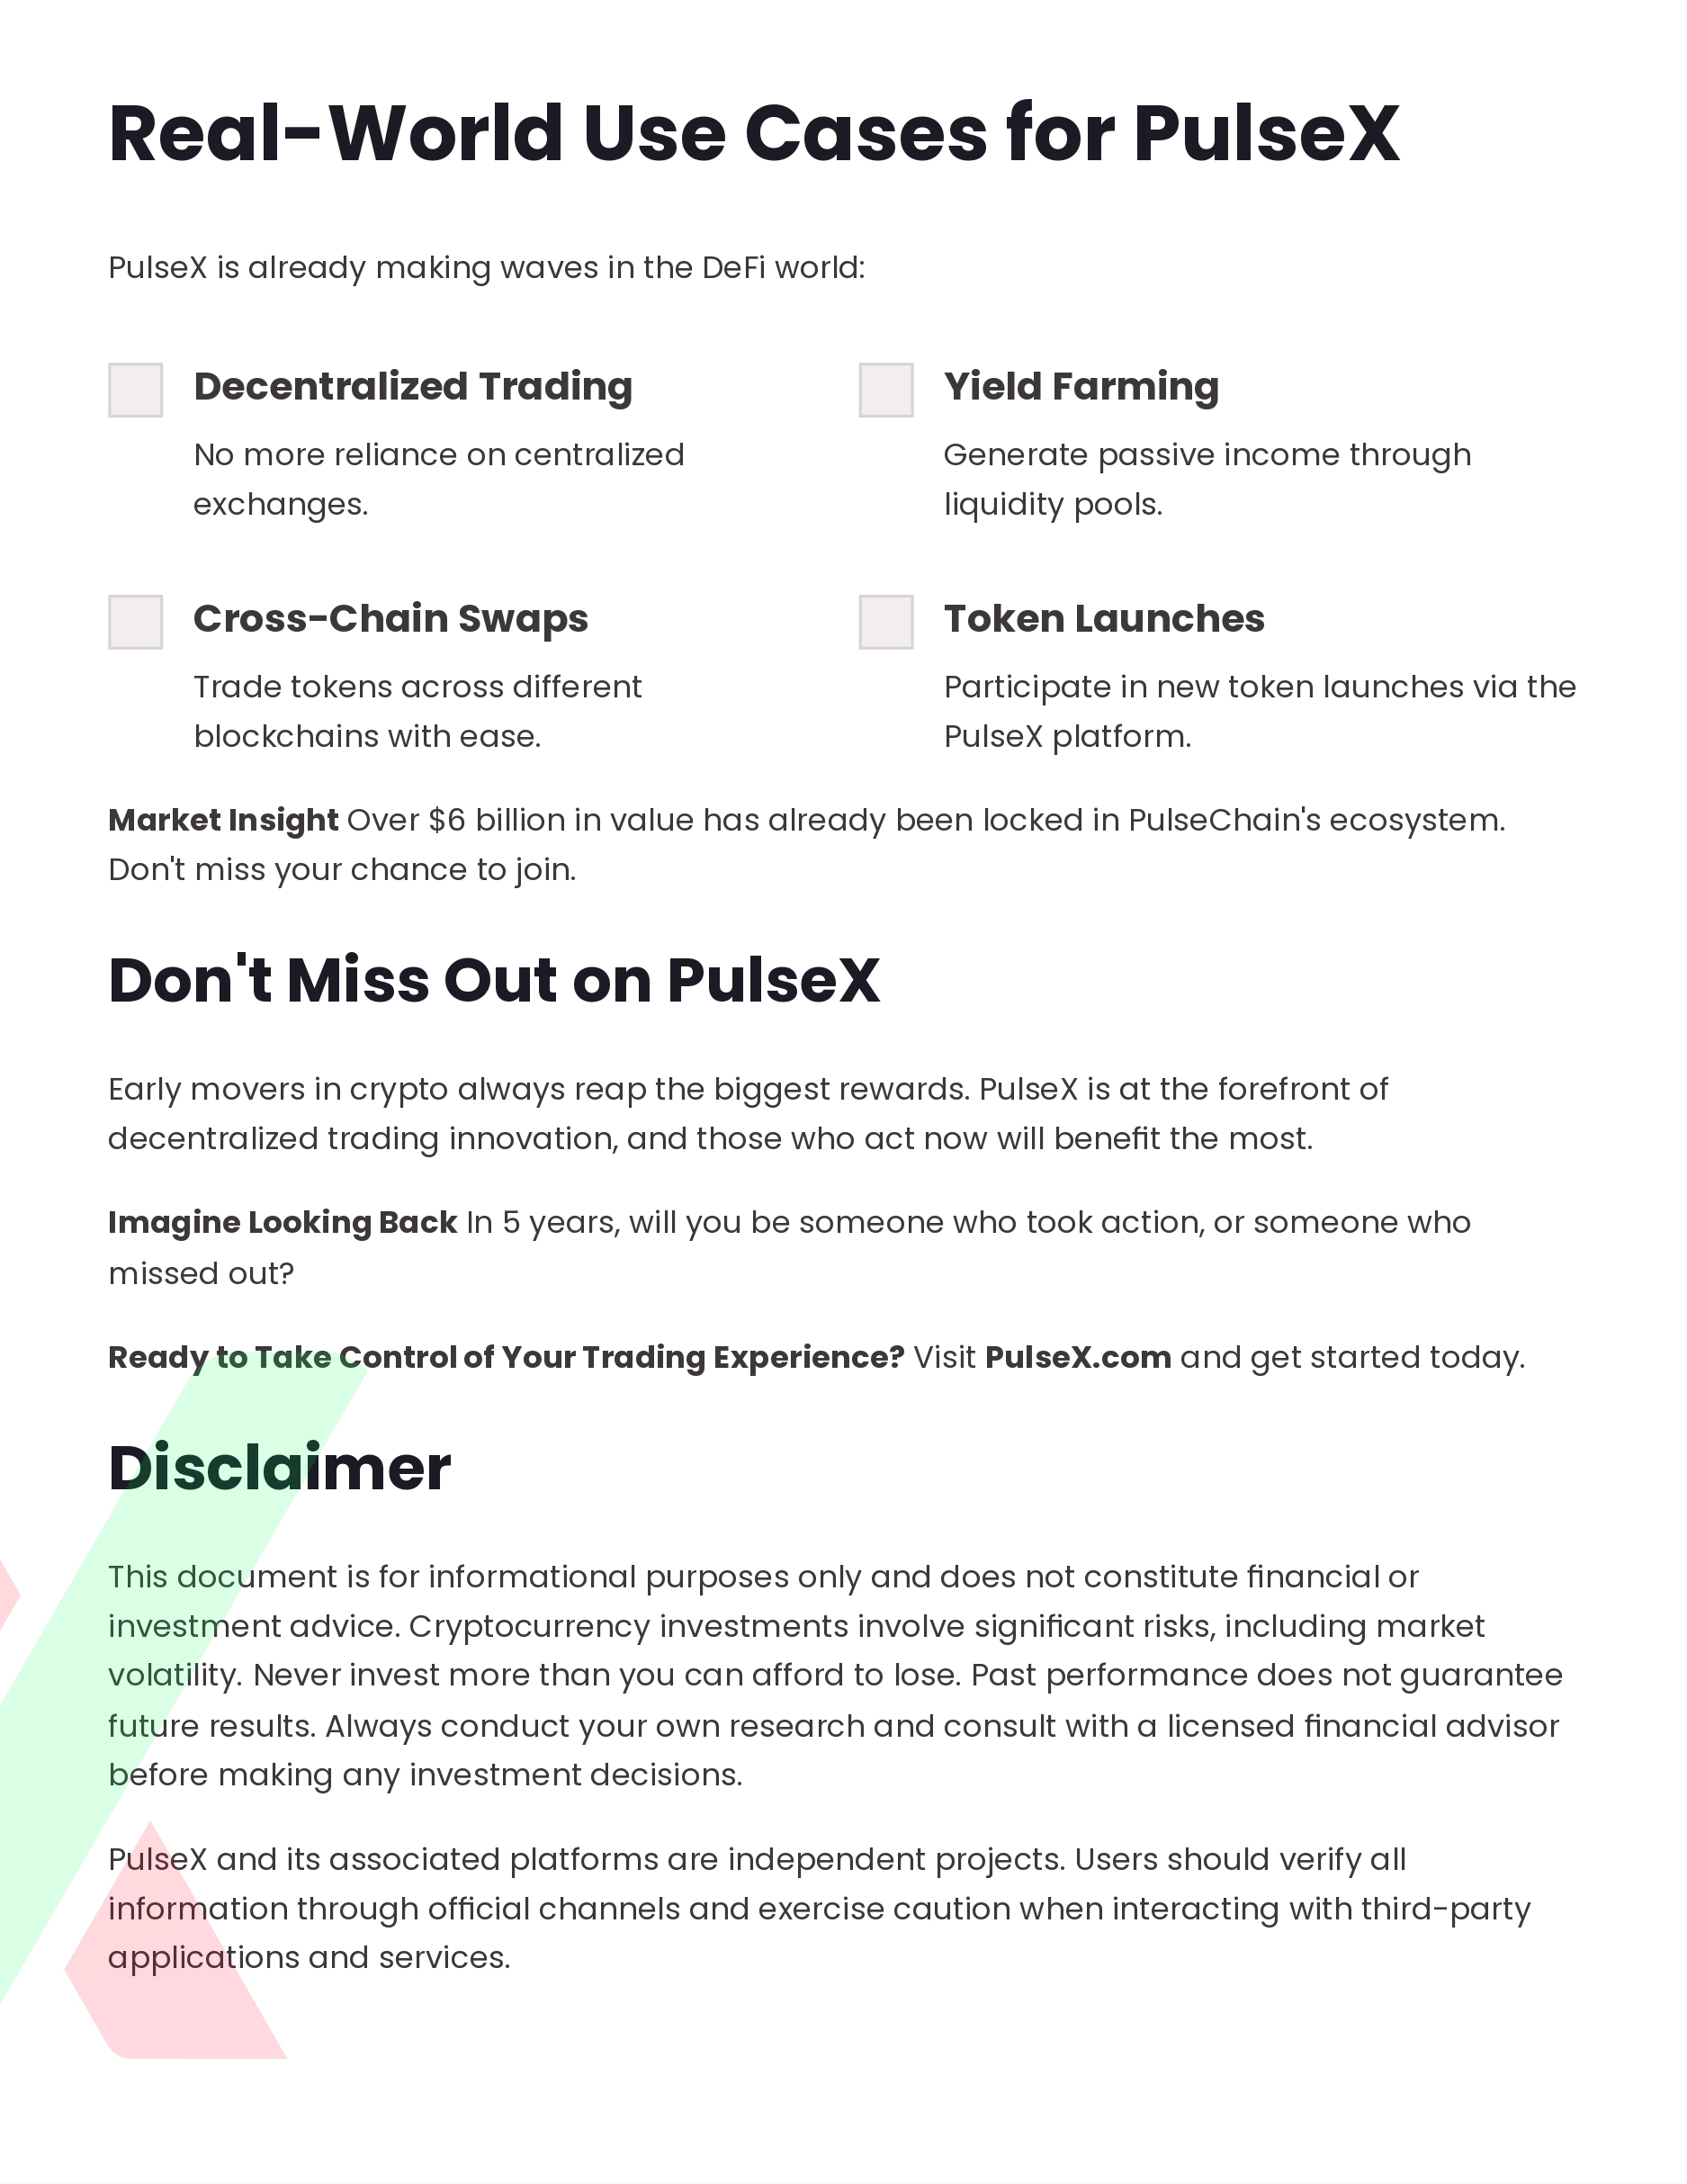 Real-World Use Cases for PulseX
PulseX is already making waves in the DeFi world:
Decentralized Trading
No more reliance on centralized
exchanges.
Yield Farming
Generate passive income through
liquidity pools.
Cross-Chain Swaps
Trade tokens across different
blockchains with ease.
Token Launches
Participate in new token launches via the
PulseX platform.
Market Insight Over $6 billion in value has already been locked in PulseChain's ecosystem.
Don't miss your chance to join.
Don't Miss Out on PulseX
Early movers in crypto always reap the biggest rewards. PulseX is at the forefront of
decentralized trading innovation, and those who act now will benefit the most.
Imagine Looking Back In 5 years, will you be someone who took action, or someone who
missed out?
Ready to Take Control of Your Trading Experience? Visit PulseX.com and get started today.
Disclaimer
This document is for informational purposes only and does not constitute financial or
investment advice. Cryptocurrency investments involve significant risks, including market
volatility. Never invest more than you can afford to lose. Past performance does not guarantee
future results. Always conduct your own research and consult with a licensed financial advisor
before making any investment decisions.
PulseX and its associated platforms are independent projects. Users should verify all
information through official channels and exercise caution when interacting with third-party
applications and services.